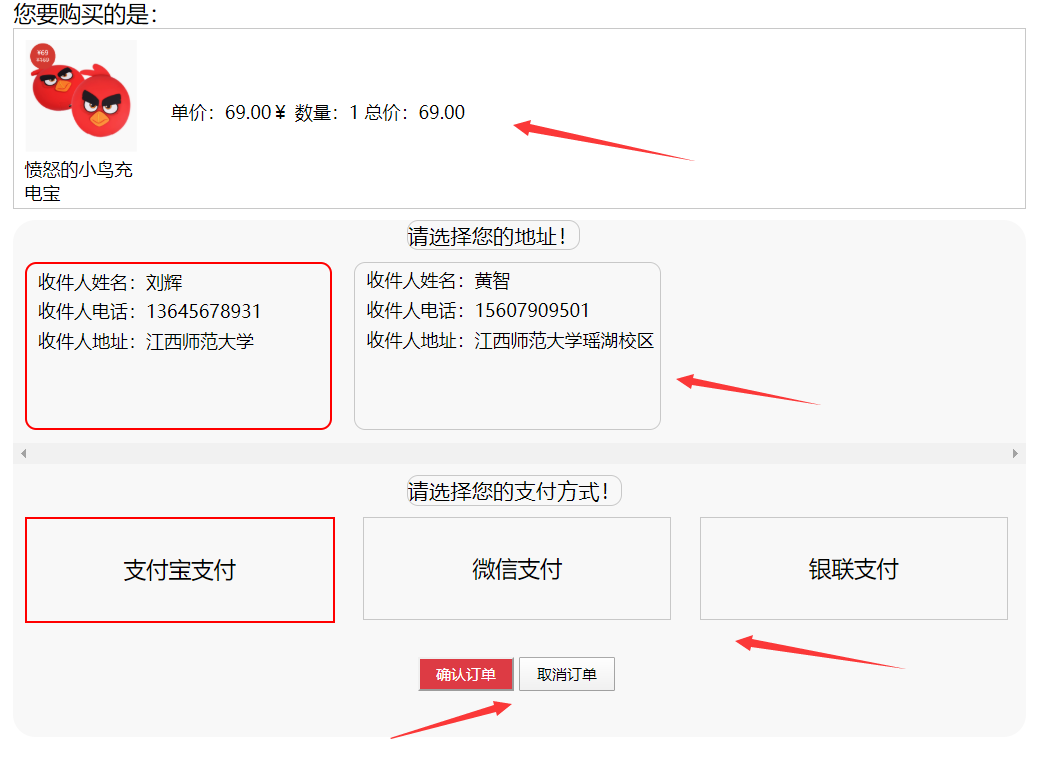 您要购买的是：
¥69
单价：69.00￥ 数量：1 总价：69.00
愤怒的小鸟充
电宝
请选择您的地址！
收件人姓名：刘辉
收件人电话：13645678931
收件人地址：江西师范大学
收件人姓名：黄智
收件人电话：15607909501
收件人地址：江西师范大学瑶湖校区
请选择您的支付方式！
支付宝支付
微信支付
银联支付
确认订单
取消订单